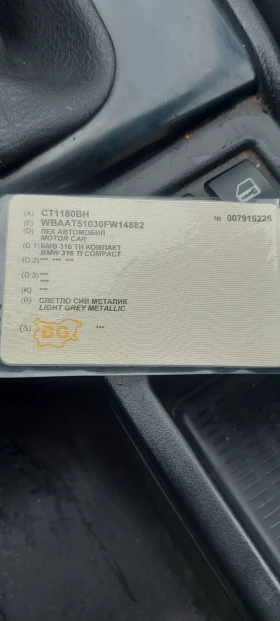 (A) CT1180BH № 007915225
(E) WBAAT51030FW14882
(D) ЛЕК АВТОМОБИЛ
MOTOR CAR
(D.1) БМВ 316 ТИ КОМПАКТ
BMW 316 TI COMPACT
(D.2) *** *** ***
(D.3) ***
***
(K) ***
(R) СВЕТЛО СИВ МЕТАЛИК
LIGHT GREY METALLIC
***
BG